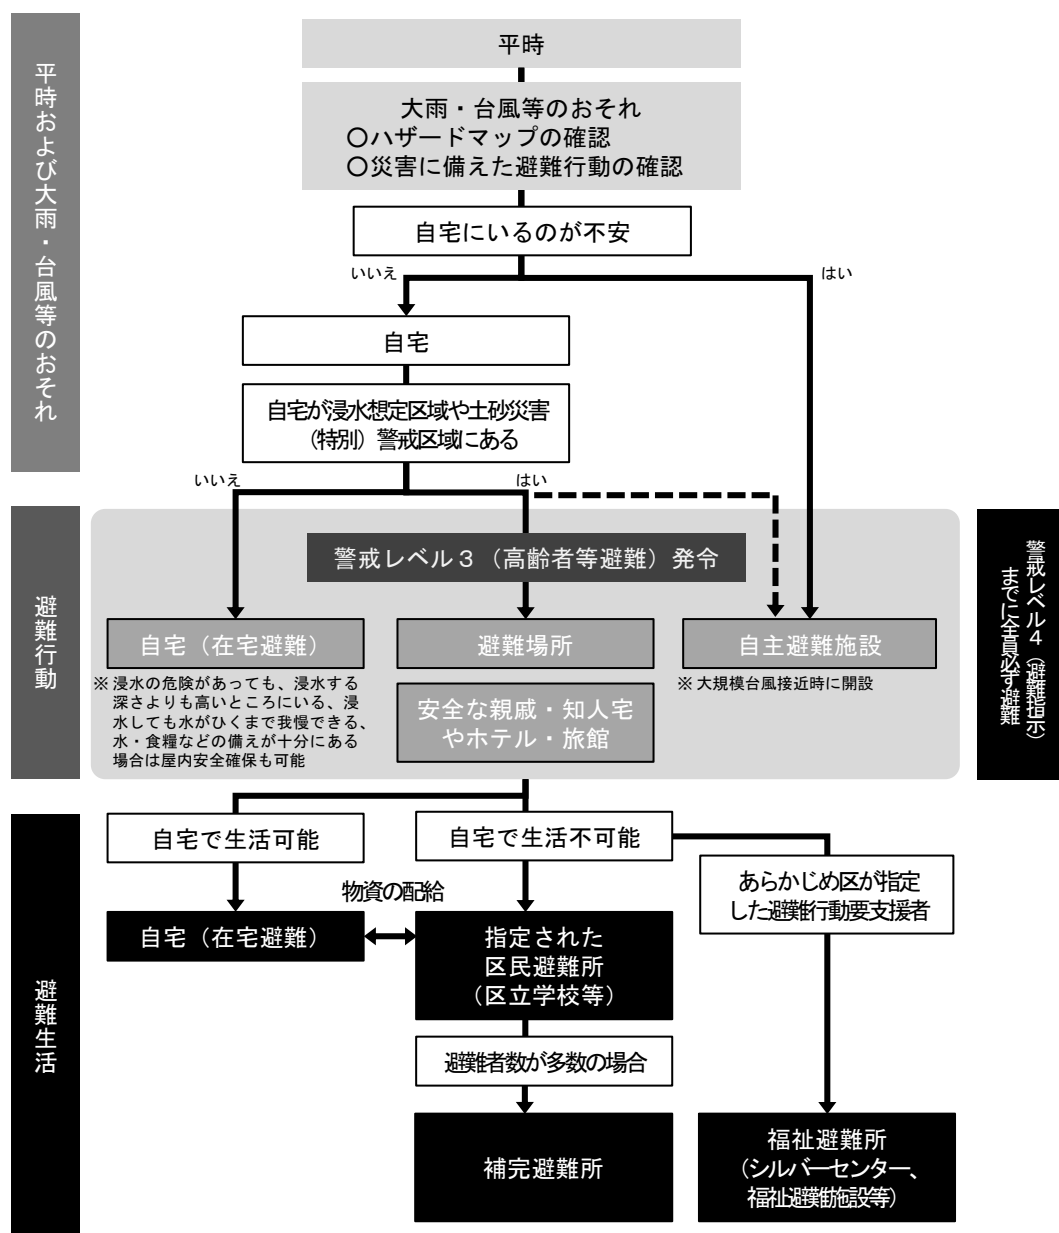 平時および大雨・台風等のおそれ
平時
大雨・台風等のおそれ
〇ハザードマップの確認
〇災害に備えた避難行動の確認
自宅にいるのが不安
いいえ
はい
自宅
自宅が浸水想定区域や土砂災害
（特別）警戒区域にある
いいえ
はい
避難行動
警戒レベル３（高齢者等避難）発令
自宅（在宅避難）
避難場所
自主避難施設
※ 浸水の危険があっても、浸水する
深さよりも高いところにいる、浸
水しても水がひくまで我慢できる、
水・食糧などの備えが十分にある
場合は屋内安全確保も可能
安全な親戚・知人宅
やホテル・旅館
※ 大規模台風接近時に開設
警戒レベル４（避難指示）
までに全員必ず避難
避難生活
自宅で生活可能
自宅で生活不可能
あらかじめ区が指定
した避難行動要支援者
物資の配給
自宅（在宅避難）
指定された
区民避難所
（区立学校等）
避難者数が多数の場合
補完避難所
福祉避難所
（シルバーセンター、
福祉避難施設等）